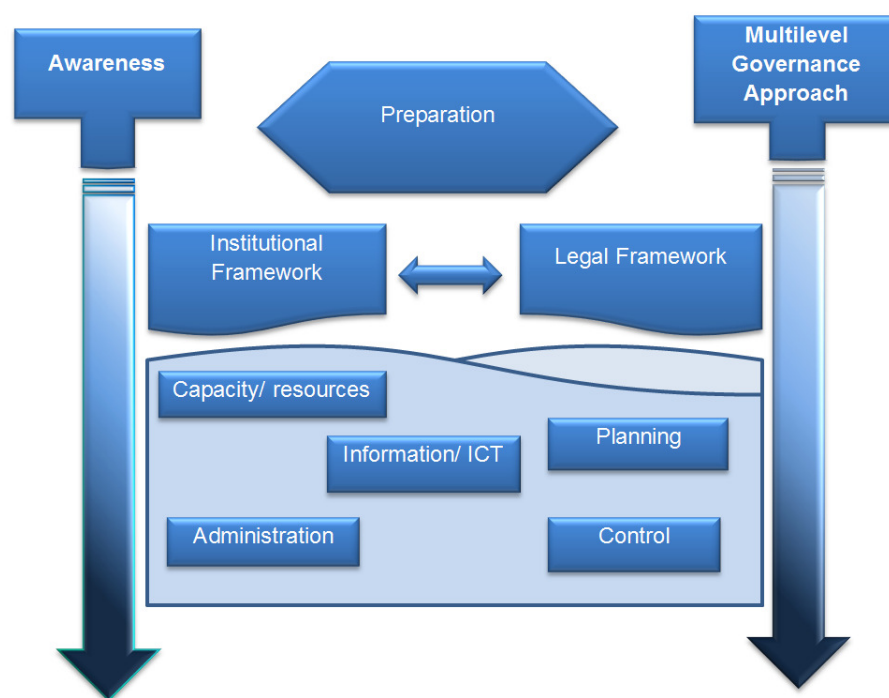 Awareness
Multilevel
Governance
Approach
Preparation
Institutional
Framework
Legal Framework
Capacity/ resources
Information/ ICT
Planning
Administration
Control